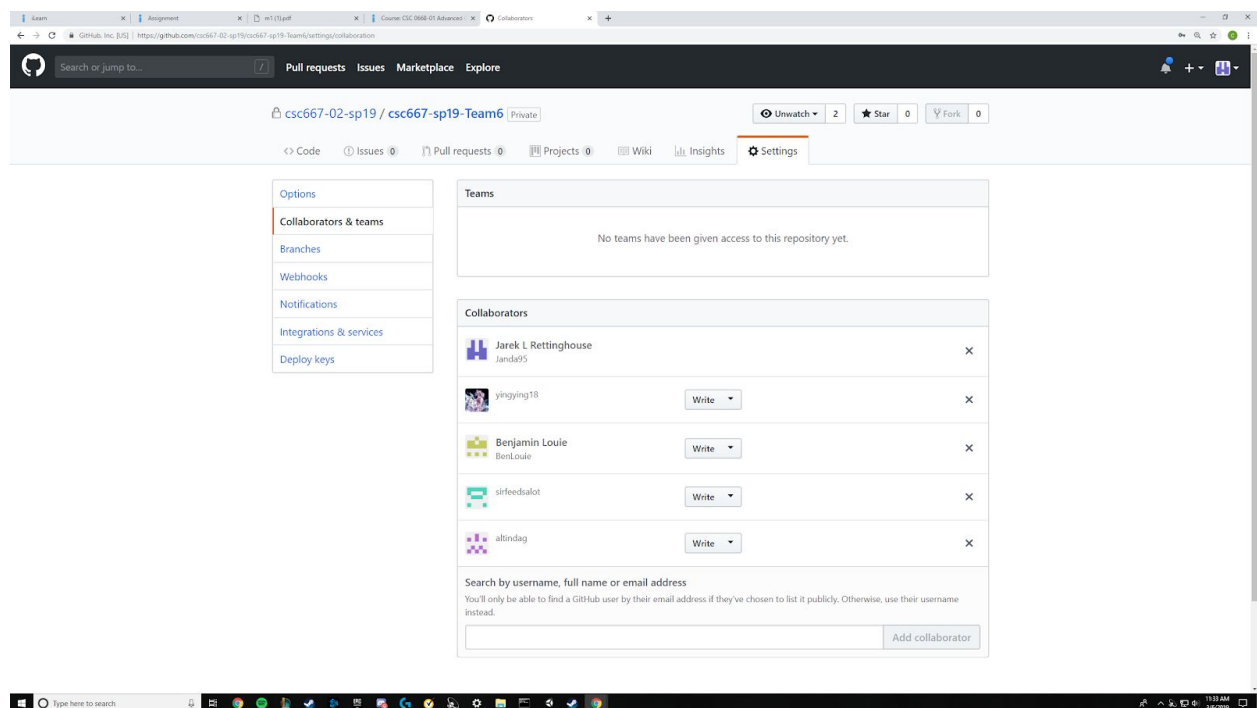 iLearn
Assignment
m1 (1).pdf
Course: CSC 0668-01 Advanced
Collaborators
GitHub, Inc. [US] | https://github.com/csc667-02-sp19/csc667-sp19-Team6/settings/collaboration
Search or jump to... /
Pull requests Issues Marketplace Explore
csc667-02-sp19 / csc667-sp19-Team6 Private
Unwatch 2 Star 0 Fork 0
Code Issues 0 Pull requests 0 Projects 0 Wiki Insights Settings
Options
Collaborators & teams
Branches
Webhooks
Notifications
Integrations & services
Deploy keys
Teams
No teams have been given access to this repository yet.
Collaborators
Jarek L Rettinghouse
Janda95
yingying18 Write
Benjamin Louie
BenLouie Write
sirfeedsalot Write
altindag Write
Search by username, full name or email address
You'll only be able to find a GitHub user by their email address if they've chosen to list it publicly. Otherwise, use their username
instead.
Add collaborator
Type here to search
11:33 AM
3/6/2019